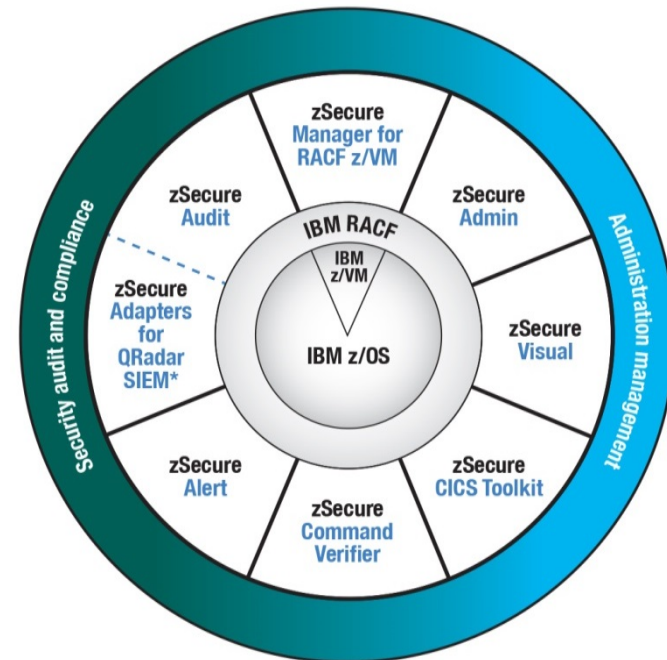 zSecure
Manager for
RACF z/VM
zSecure
Admin
zSecure
Visual
zSecure
CICS Toolkit
zSecure
Command
Verifier
zSecure
Alert
zSecure
Adapters
for
QRadar
SIEM*
zSecure
Audit
IBM RACF
IBM
z/VM
IBM z/OS
Security audit and compliance
Administration management